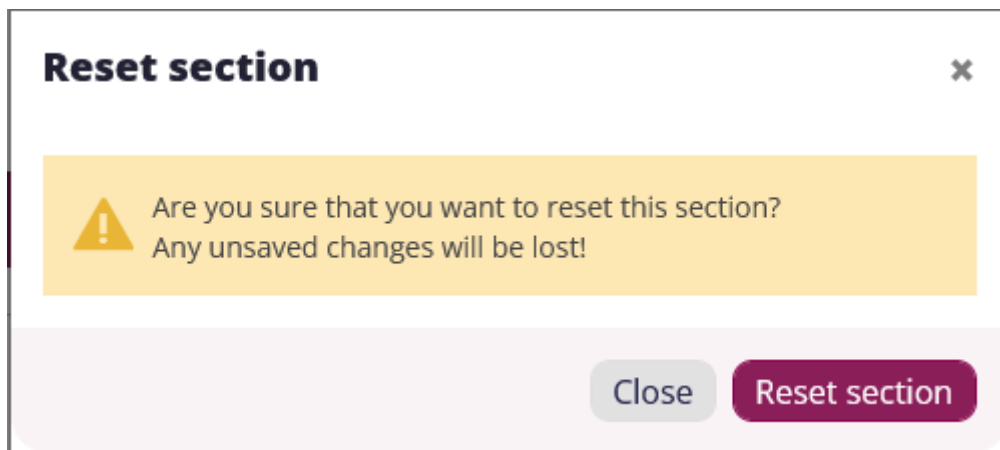 Reset section
Are you sure that you want to reset this section?
Any unsaved changes will be lost!
Close
Reset section